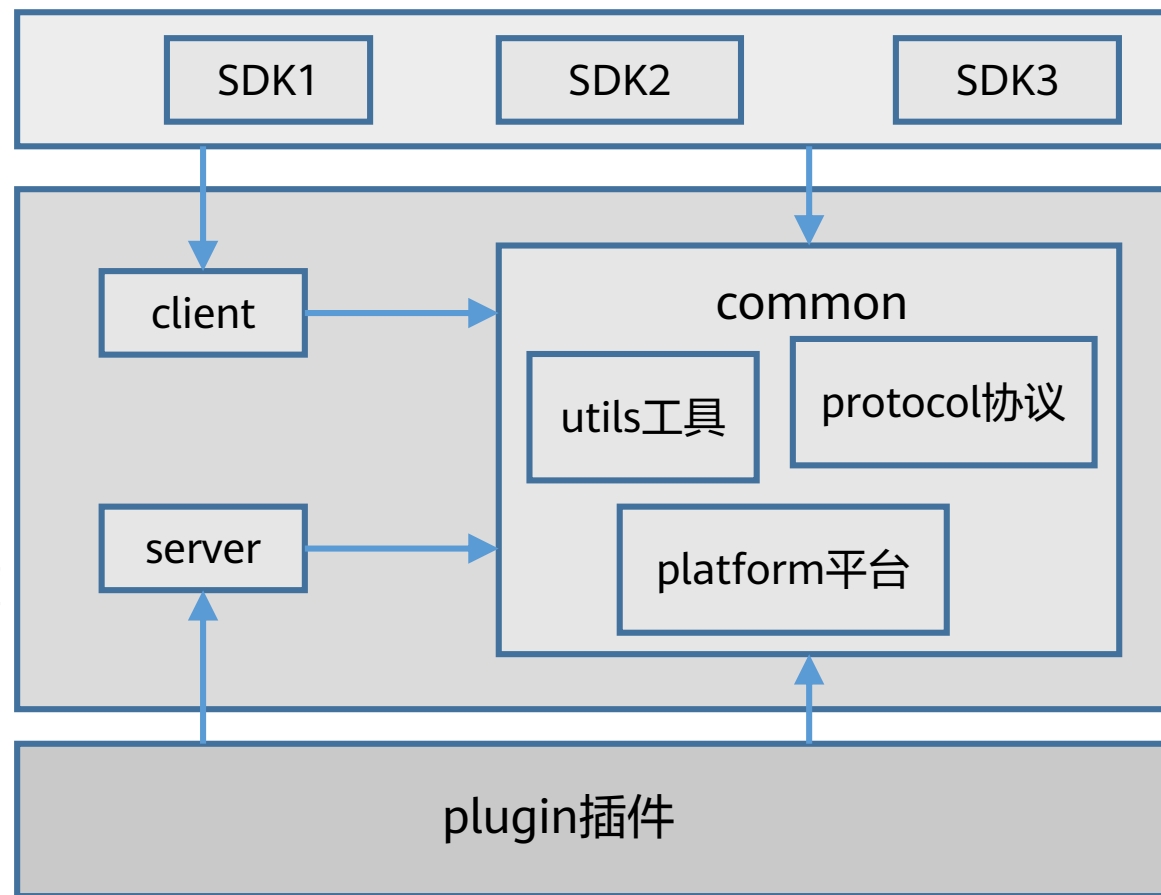 SDK1
SDK2
SDK3
client
common
utils工具
protocol协议
server
platform平台
plugin插件